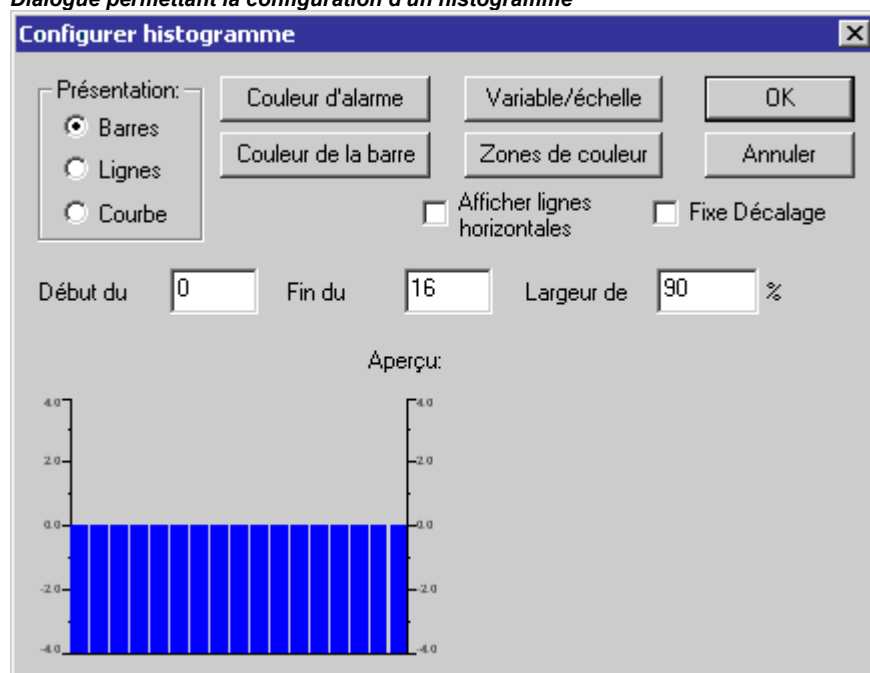 Dialogue permettant la configuration d'un histogramme
Configurer histogramme
Présentation:
Barres
Lignes
Courbe
Couleur d'alarme
Variable/échelle
OK
Couleur de la barre
Zones de couleur
Annuler
Afficher lignes
horizontales
Fixe Décalage
Début du 0
Fin du 16
Largeur de 90 %
Aperçu:
4.0 4.0
2.0 2.0
0.0 0.0
-2.0 -2.0
-4.0 -4.0